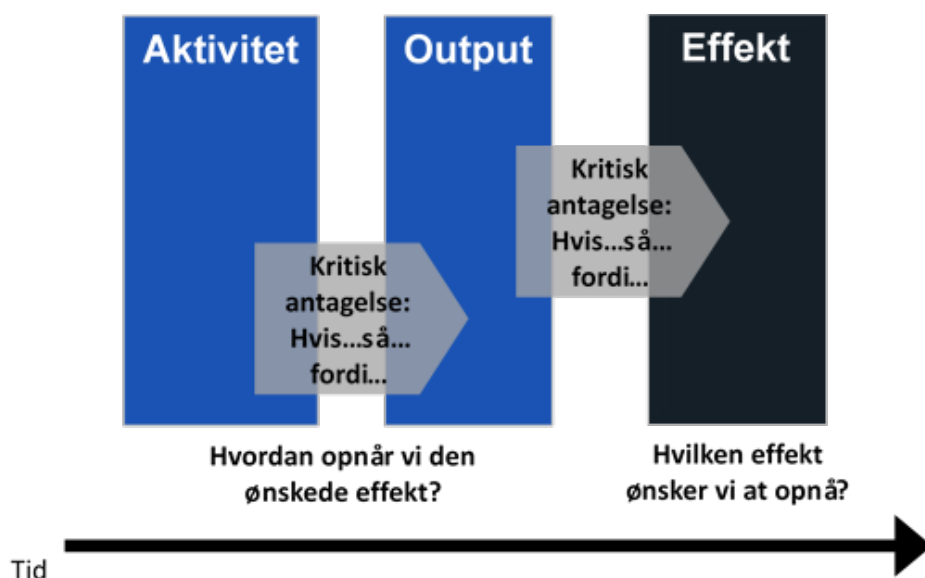 Aktivitet
Output
Effekt
Kritisk
antagelse:
Hvis...så...
fordi...
Kritisk
antagelse:
Hvis...så...
fordi...
Hvordan opnår vi den
ønskede effekt?
Hvilken effekt
ønsker vi at opnå?
Tid